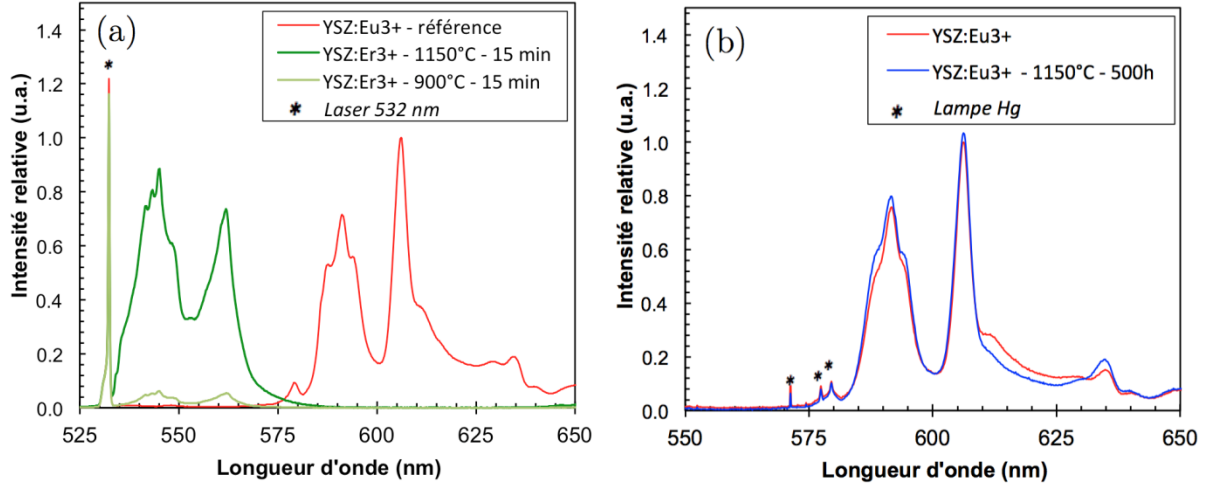 (a)
YSZ:Eu3+ - référence
YSZ:Er3+ - 1150°C - 15 min
YSZ:Er3+ - 900°C - 15 min
* Laser 532 nm
*
Intensité relative (u.a.)
1.4
1.2
1.0
0.8
0.6
0.4
0.2
0.0
525 550 575 600 625 650
Longueur d'onde (nm)
(b)
YSZ:Eu3+
YSZ:Eu3+ - 1150°C - 500h
* Lampe Hg
* * *
Intensité relative (u.a.)
1.4
1.2
1.0
0.8
0.6
0.4
0.2
0.0
550 575 600 625 650
Longueur d'onde (nm)